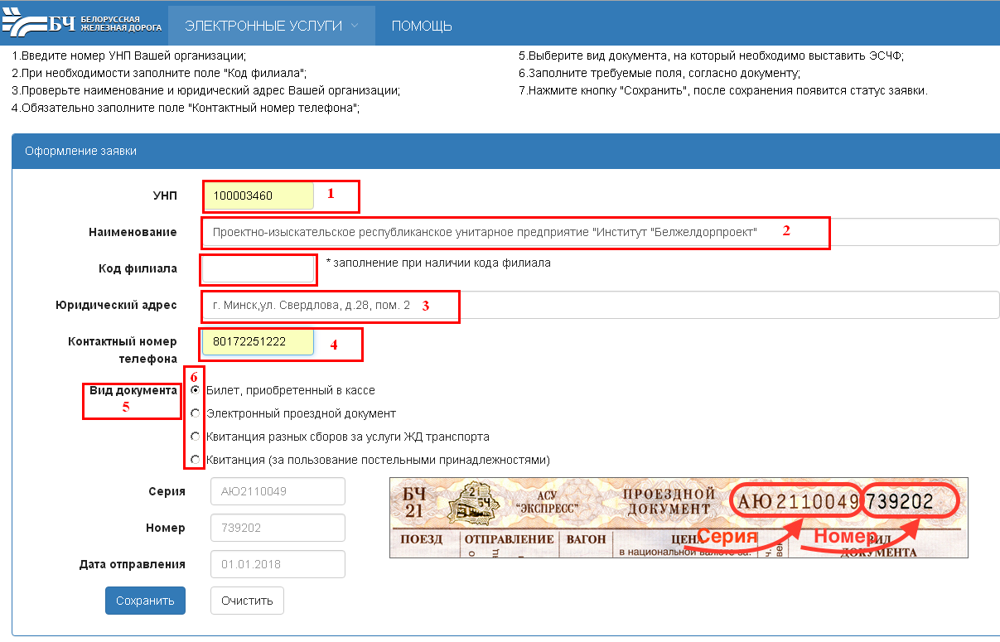 БЧ БЕЛОРУССКАЯ
ЖЕЛЕЗНАЯ ДОРОГА
ЭЛЕКТРОННЫЕ УСЛУГИ
ПОМОЩЬ
1.Введите номер УНП Вашей организации;
2.При необходимости заполните поле "Код филиала";
3.Проверьте наименование и юридический адрес Вашей организации;
4.Обязательно заполните поле "Контактный номер телефона";
5.Выберите вид документа, на который необходимо выставить ЭСЧФ;
6.Заполните требуемые поля, согласно документу;
7.Нажмите кнопку "Сохранить", после сохранения появится статус заявки.
Оформление заявки
УНП 100003460 1
Наименование Проектно-изыскательское республиканское унитарное предприятие "Институт "Белжелдорпроект" 2
Код филиала * заполнение при наличии кода филиала
Юридический адрес г. Минск,ул. Свердлова, д.28, пом. 2 3
Контактный номер
телефона
80172251222 4
6
Вид документа
5
Билет, приобретенный в кассе
Электронный проездной документ
Квитанция разных сборов за услуги ЖД транспорта
Квитанция (за пользование постельными принадлежностями)
Серия АЮ2110049
Номер 739202
Дата отправления 01.01.2018
Сохранить Очистить
БЧ
21
АСУ
"ЭКСПРЕСС"
ПРОЕЗДНОЙ
ДОКУМЕНТ
АЮ 2110049 739202
Серия Номер
ПОЕЗД ОТПРАВЛЕНИЕ ВАГОН ЦЕНА ВИД
ДОКУМЕНТА
в национальной валюте за: